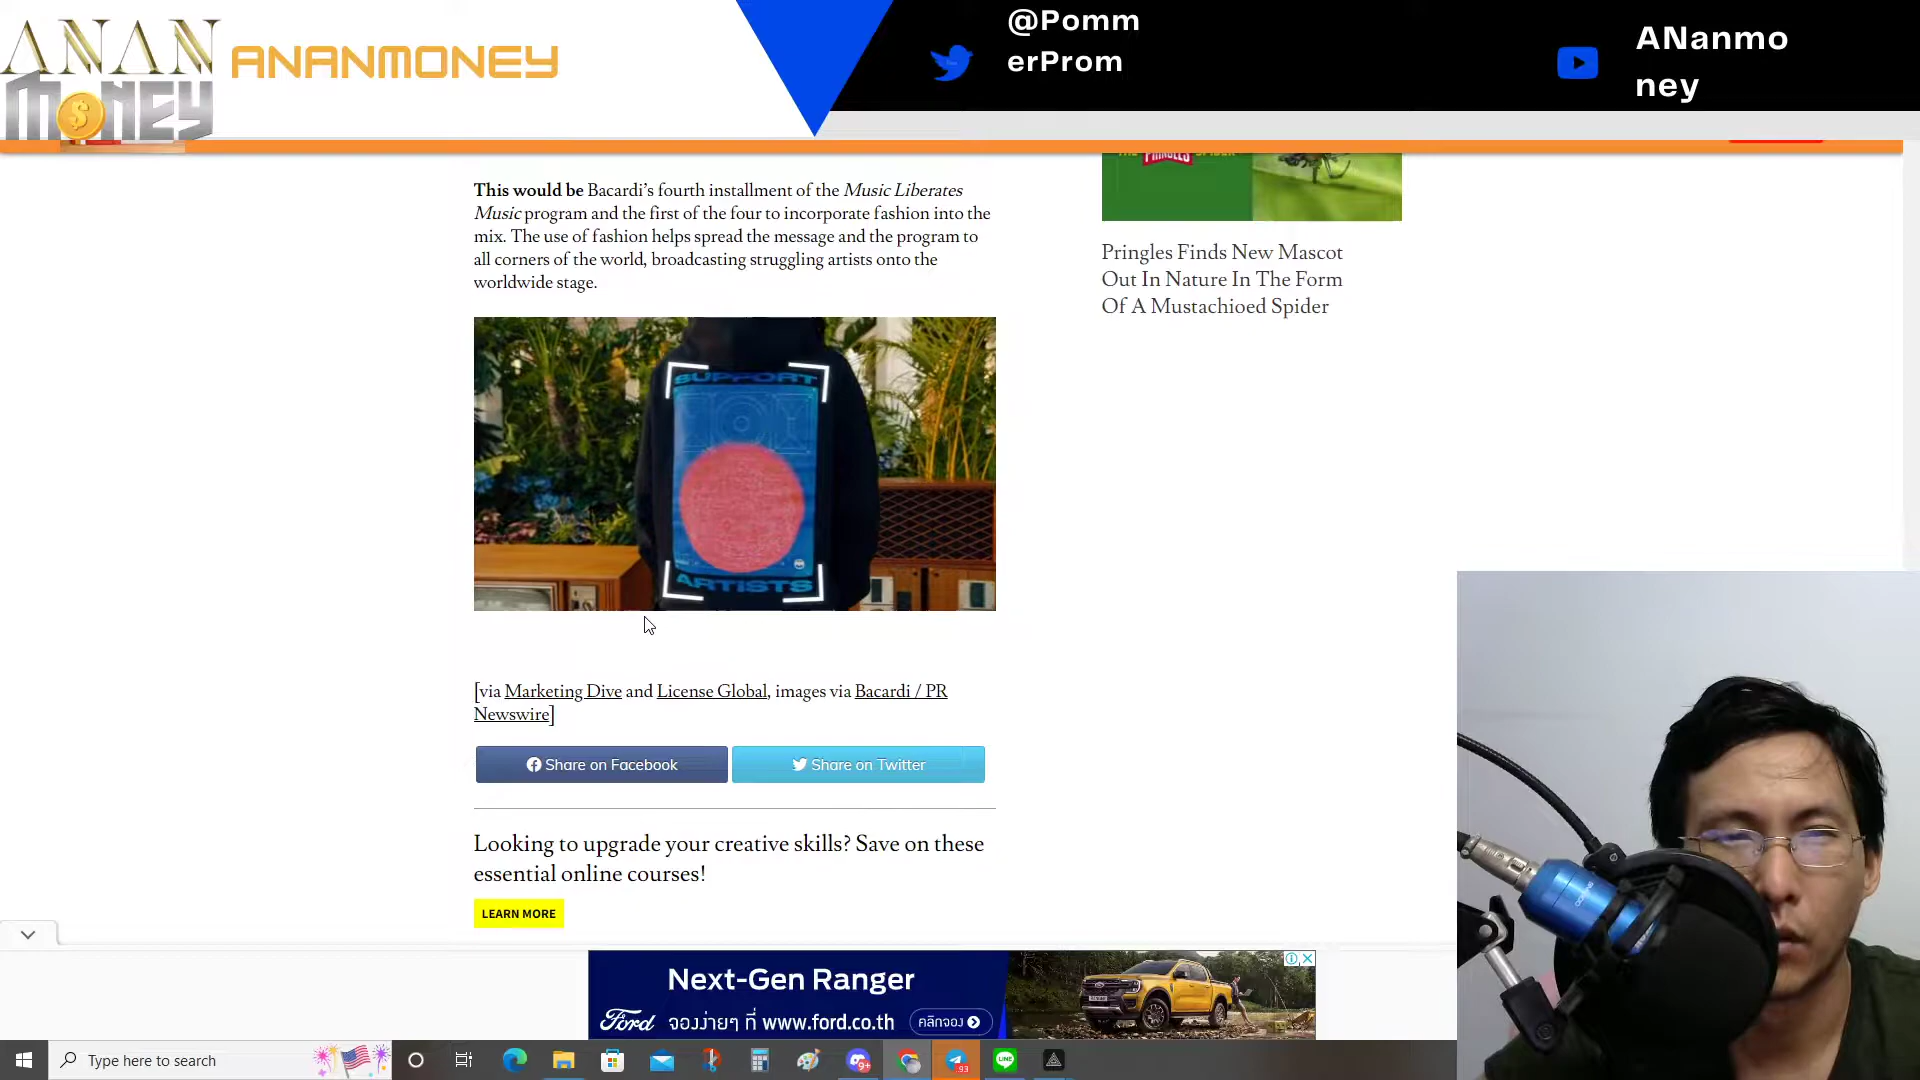 ANAN
MONEY
ANANMONEY
@Pomm
erProm
ANanmo
ney
This would be Bacardi's fourth installment of the Music Liberates
Music program and the first of the four to incorporate fashion into the
mix. The use of fashion helps spread the message and the program to
all corners of the world, broadcasting struggling artists onto the
worldwide stage.
PRINGLES SPIDER
Pringles Finds New Mascot
Out In Nature In The Form
Of A Mustachioed Spider
SUPPORT
ARTISTS
[via Marketing Dive and License Global, images via Bacardi / PR
Newswire]
Share on Facebook
Share on Twitter
Looking to upgrade your creative skills? Save on these
essential online courses!
LEARN MORE
Next-Gen Ranger
Ford จองง่ายๆ ที่ www.ford.co.th คลิกจอง
Type here to search
9+
93
LINE